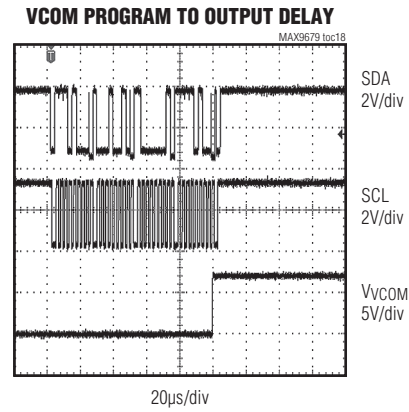 VCOM PROGRAM TO OUTPUT DELAY
MAX9679 toc18
SDA
2V/div
SCL
2V/div
VVCOM
5V/div
20µs/div